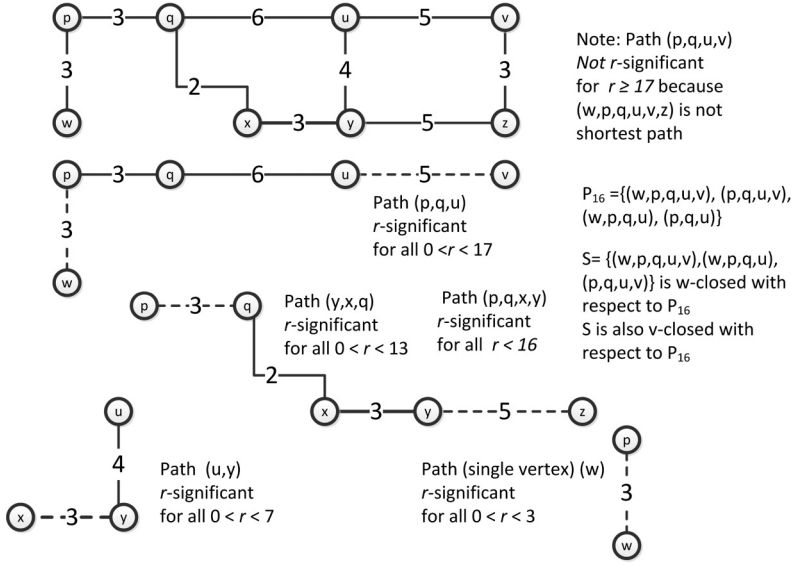 p 3 q 6 u 5 v
3 4 3
2
w x 3 y 5 z
Note: Path (p,q,u,v)
Not r-significant
for r ≥ 17 because
(w,p,q,u,v,z) is not
shortest path
p 3 q 6 u 5 v
3
w
Path (p,q,u)
r-significant
for all 0 <r < 17
P16 ={(w,p,q,u,v), (p,q,u,v),
(w,p,q,u), (p,q,u)}
S= {(w,p,q,u,v),(w,p,q,u),
(p,q,u,v)} is w-closed with
respect to P16
S is also v-closed with
respect to P16
p 3 q
2
x 3 y 5 z
Path (y,x,q)
r-significant
for all 0 < r < 13
Path (p,q,x,y)
r-significant
for all r < 16
u
4
x 3 y
Path (u,y)
r-significant
for all 0 < r < 7
Path (single vertex) (w)
r-significant
for all 0 < r < 3
p
3
w